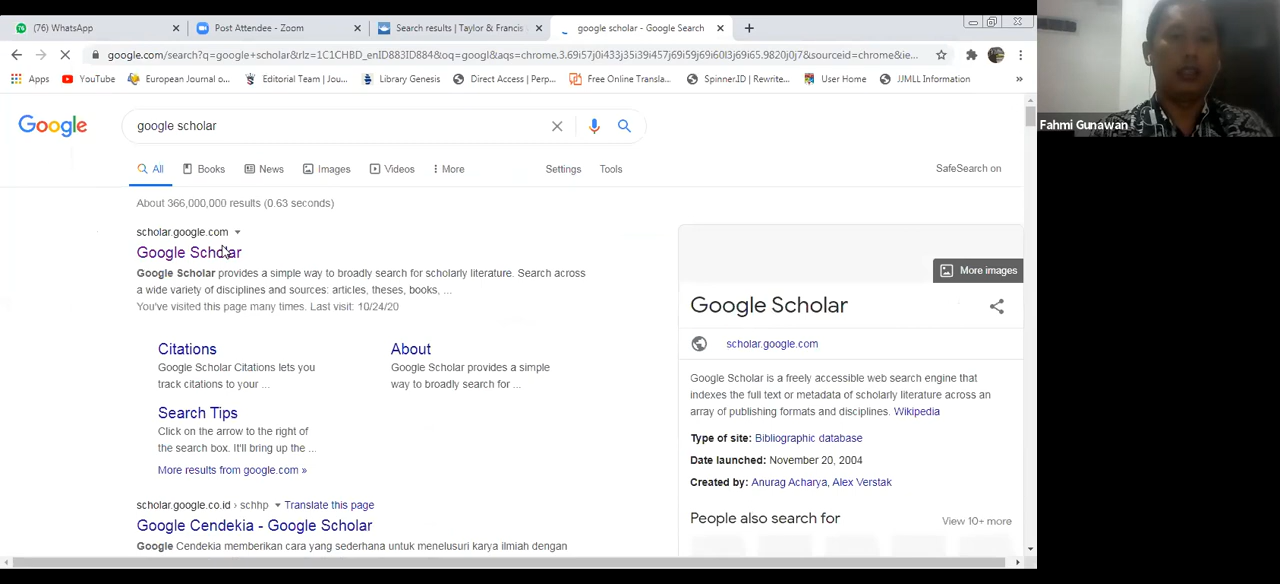 (76) WhatsApp
Post Attendee - Zoom
Search results | Taylor & Francis
google scholar - Google Search
google.com/search?q=google+scholar&rlz=1C1CHBD_enID883ID884&oq=googl&aqs=chrome.3.69i57j0i433j35i39j457j69i59j69i60l3j69i65.9820j0j7&sourceid=chrome&ie...
Apps
YouTube
European Journal o...
Editorial Team | Jou...
Library Genesis
Direct Access | Perp...
Free Online Transla...
Spinner.ID | Rewrite...
User Home
JJMLL Information
»
Fahmi Gunawan
Google
google scholar
All
Books
News
Images
Videos
More
Settings
Tools
SafeSearch on
About 366,000,000 results (0.63 seconds)
scholar.google.com
Google Scholar
Google Scholar provides a simple way to broadly search for scholarly literature. Search across
a wide variety of disciplines and sources: articles, theses, books, ...
You've visited this page many times. Last visit: 10/24/20
Citations
Google Scholar Citations lets you
track citations to your ...
About
Google Scholar provides a simple
way to broadly search for ...
Search Tips
Click on the arrow to the right of
the search box. It'll bring up the ...
More results from google.com »
scholar.google.co.id › schhp
Translate this page
Google Cendekia - Google Scholar
Google Cendekia memberikan cara yang sederhana untuk menelusuri karya ilmiah dengan
More images
Google Scholar
scholar.google.com
Google Scholar is a freely accessible web search engine that
indexes the full text or metadata of scholarly literature across an
array of publishing formats and disciplines. Wikipedia
Type of site: Bibliographic database
Date launched: November 20, 2004
Created by: Anurag Acharya, Alex Verstak
People also search for
View 10+ more